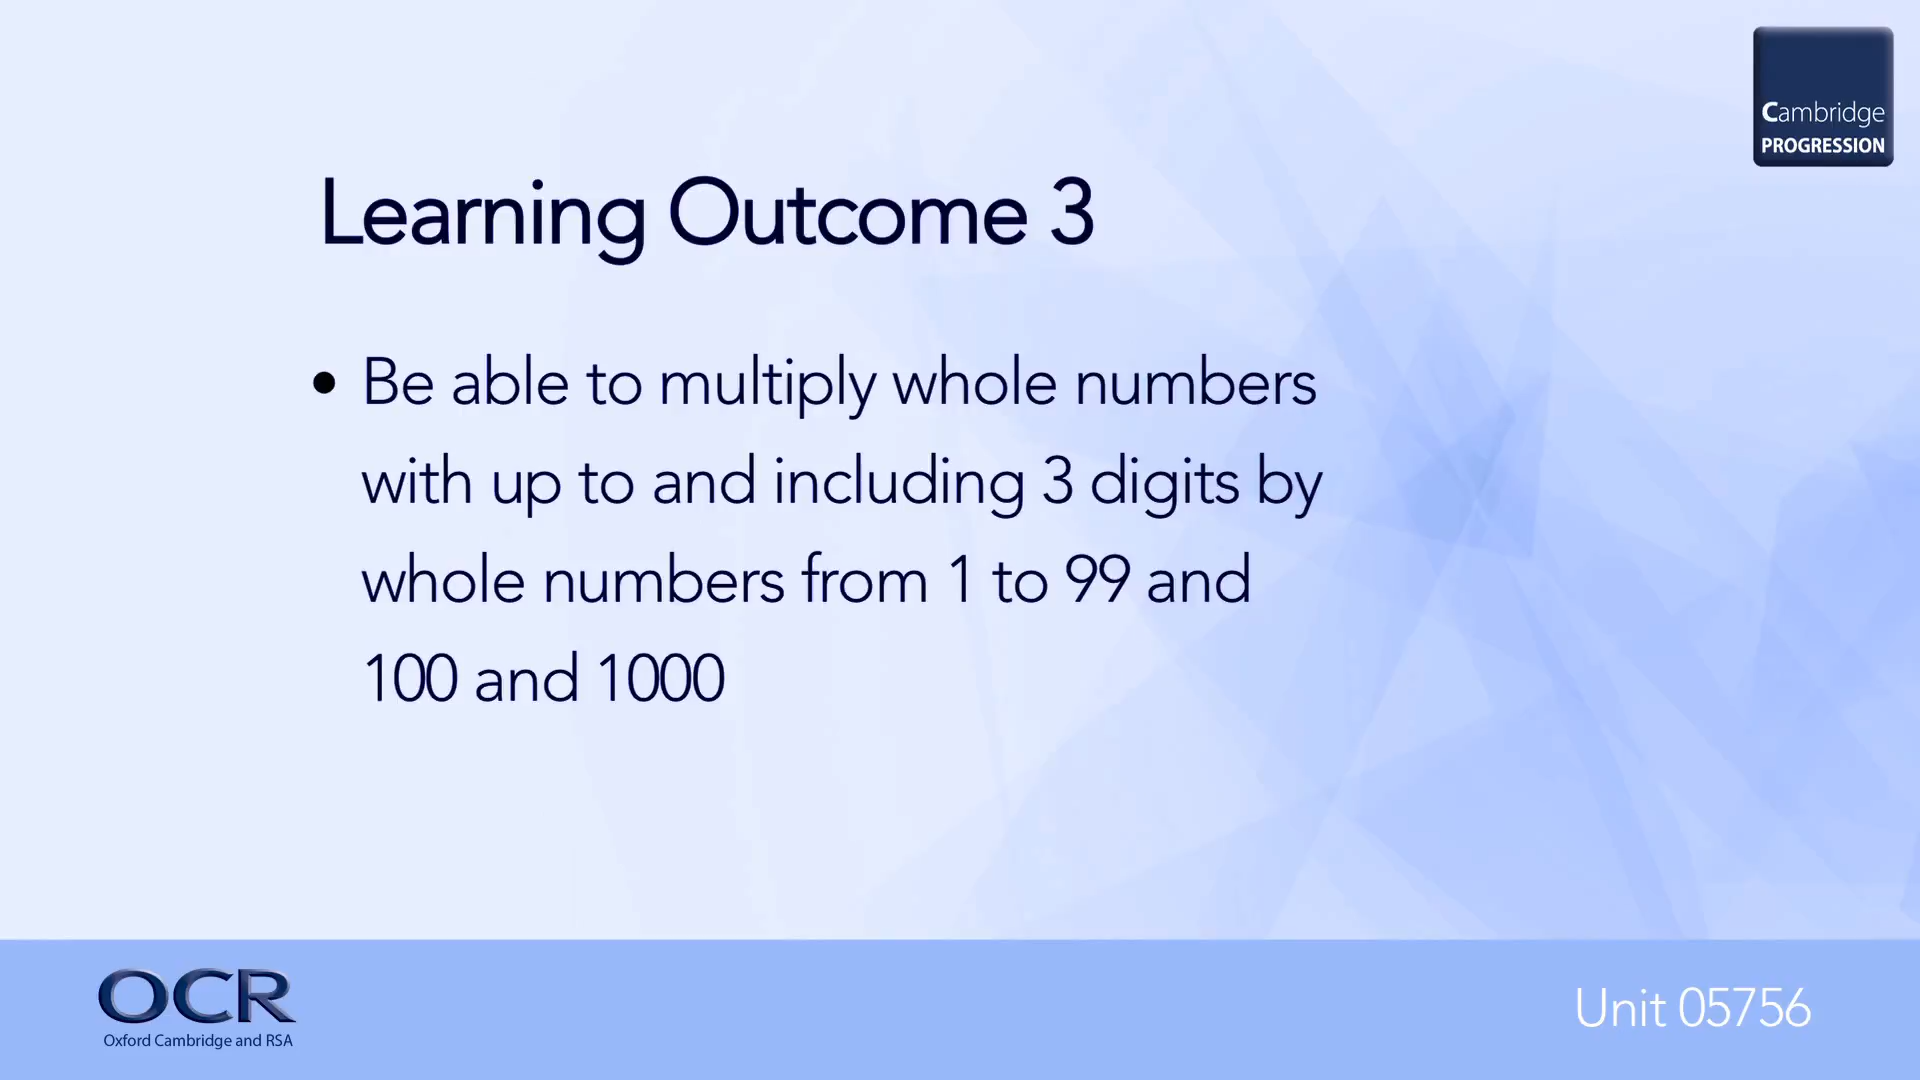 Cambridge
PROGRESSION
Learning Outcome 3
• Be able to multiply whole numbers
with up to and including 3 digits by
whole numbers from 1 to 99 and
100 and 1000
OCR
Oxford Cambridge and RSA
Unit 05756